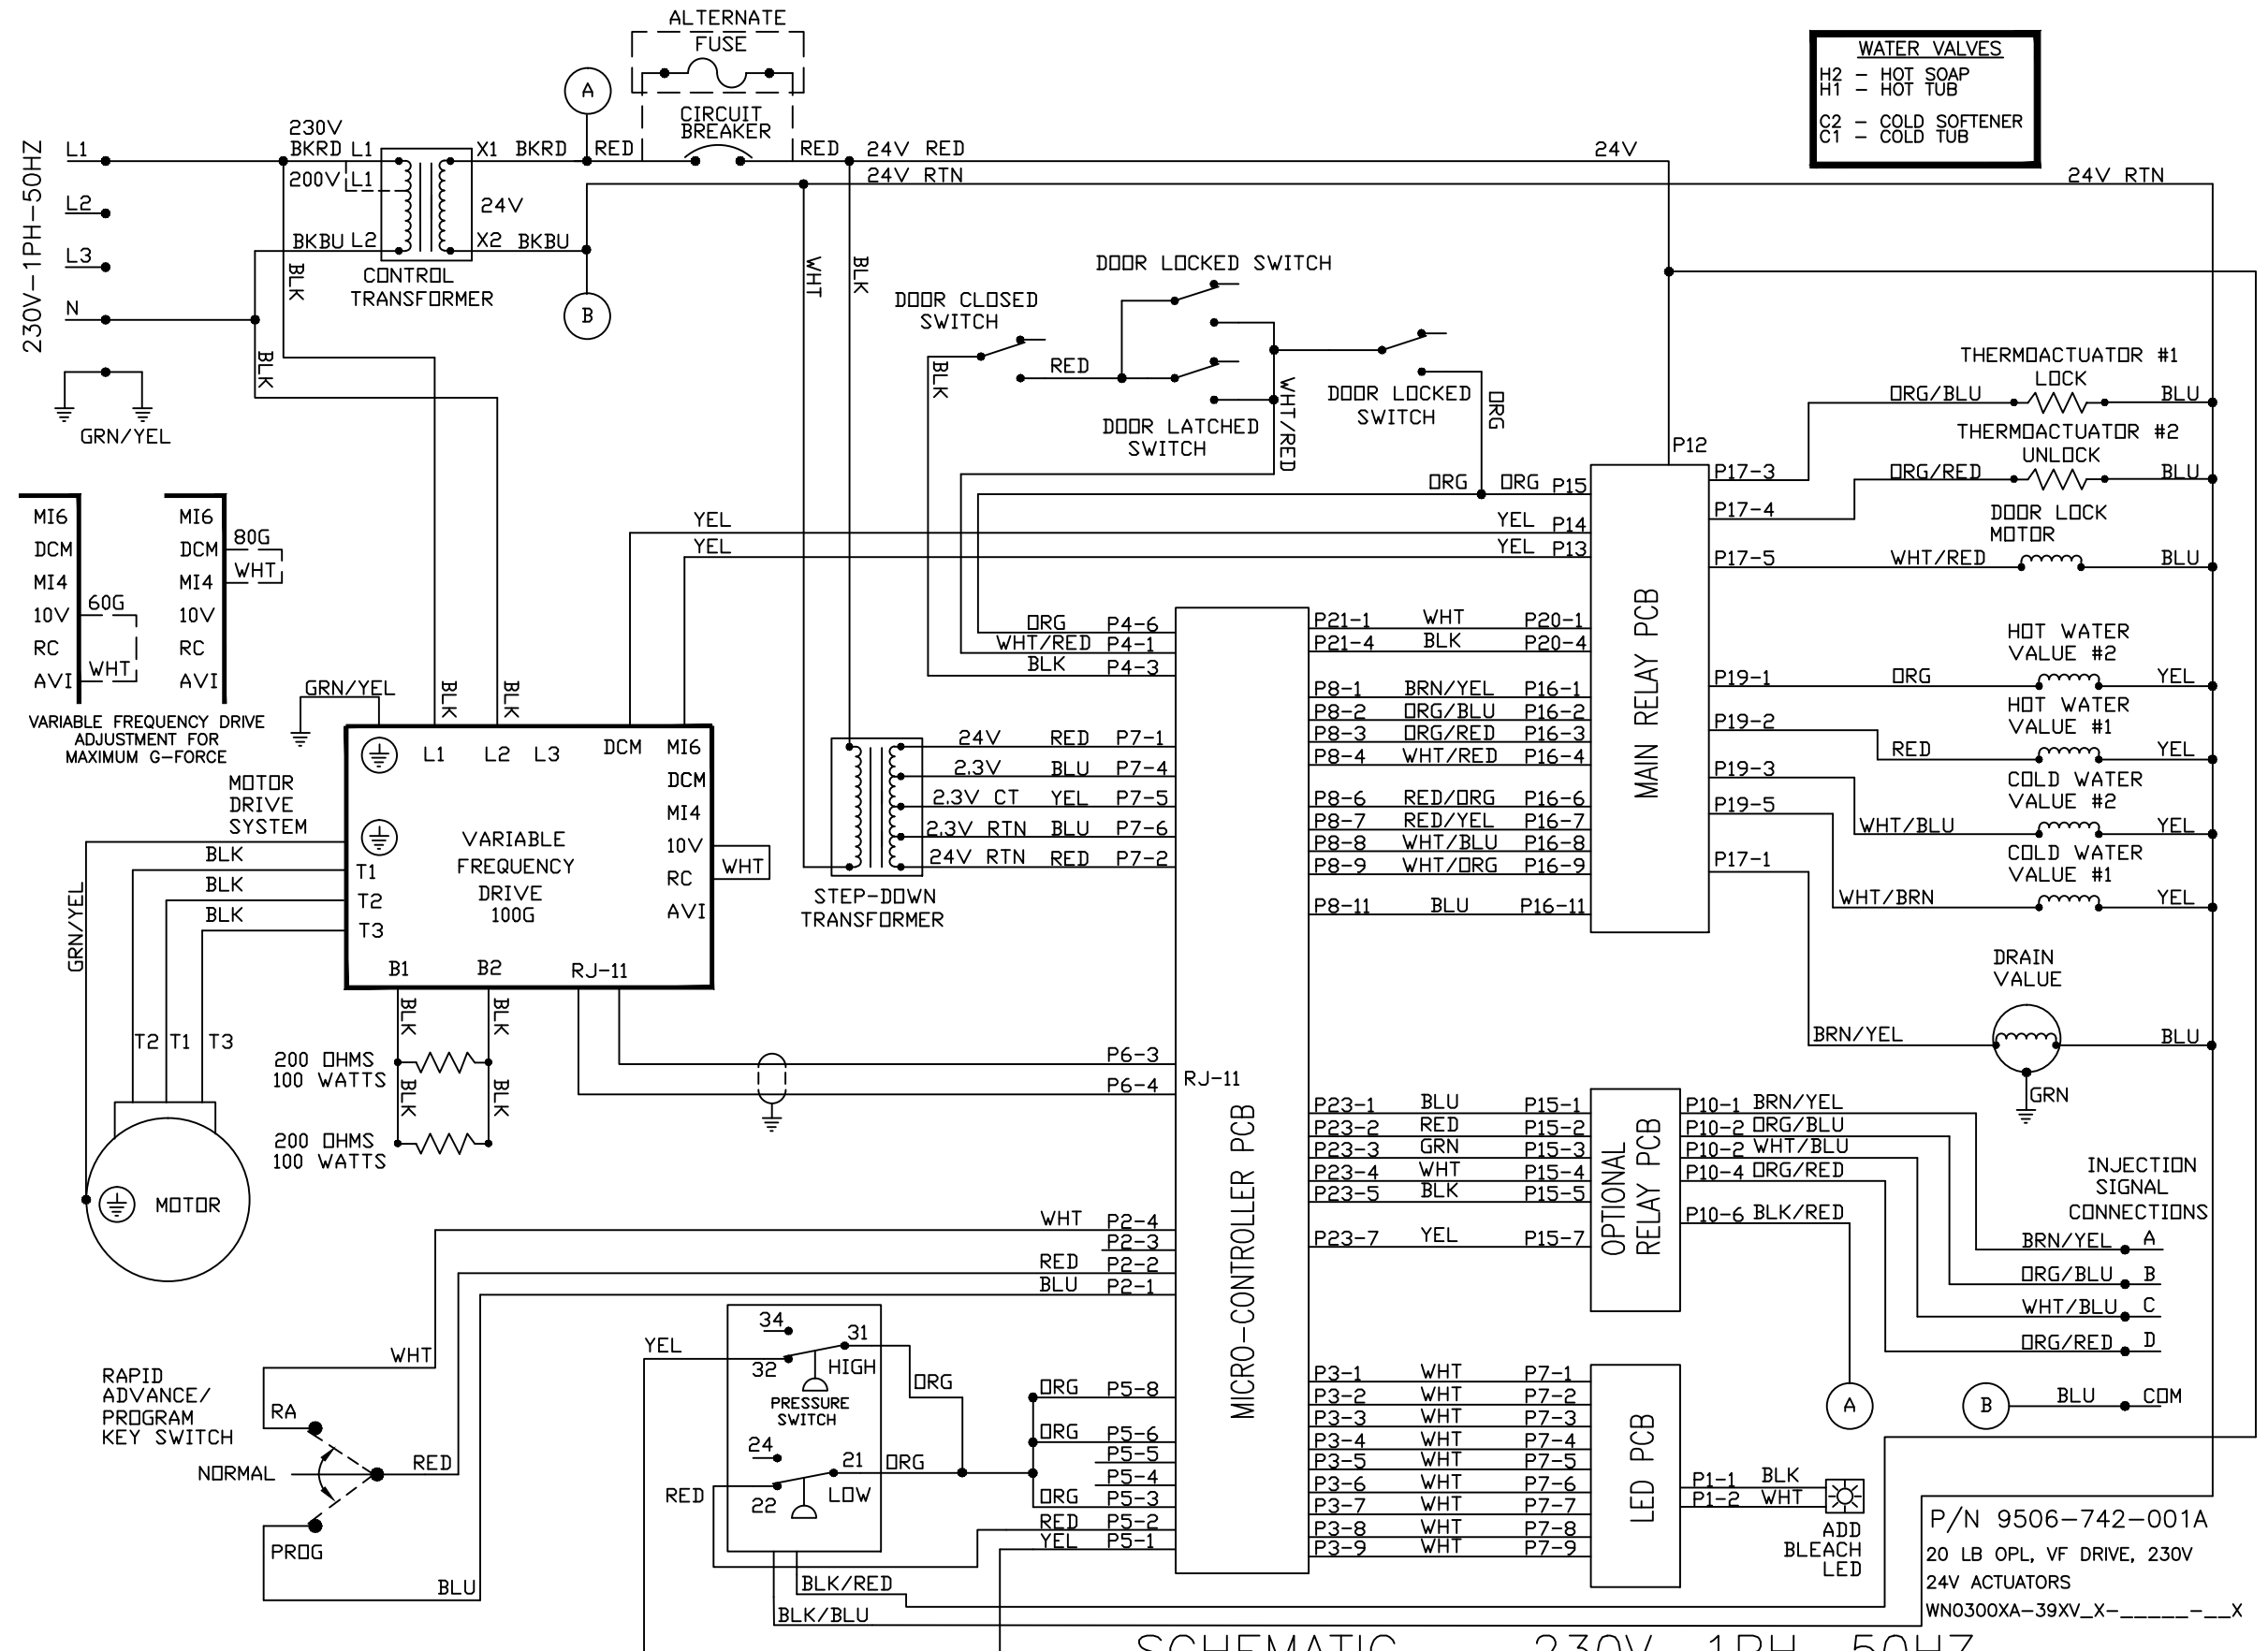 ALTERNATE
FUSE
CIRCUIT
BREAKER
A
WATER VALVES
H2 - HOT SOAP
H1 - HOT TUB
C2 - COLD SOFTENER
C1 - COLD TUB
230V-1PH-50HZ
L1
L2
L3
N
GRN/YEL
230V
BKRD L1
200V L1
BKBU L2
X1 BKRD RED
24V
X2 BKBU
CONTROL
TRANSFORMER
B
RED 24V RED 24V
24V RTN 24V RTN
BLK
BLK
WHT
BLK
DOOR LOCKED SWITCH
DOOR CLOSED
SWITCH
BLK
RED
DOOR LATCHED
SWITCH
WHT/RED
DOOR LOCKED
SWITCH
ORG
THERMOACTUATOR #1
LOCK
ORG/BLU BLU
THERMOACTUATOR #2
UNLOCK
ORG/RED BLU
DOOR LOCK
MOTOR
WHT/RED BLU
P12
P17-3
P17-4
P17-5
ORG ORG P15
YEL YEL P14
YEL YEL P13
MAIN RELAY PCB
MI6
DCM
MI4
10V
RC
AVI
60G
WHT
MI6
DCM
MI4
10V
RC
AVI
80G
WHT
VARIABLE FREQUENCY DRIVE
ADJUSTMENT FOR
MAXIMUM G-FORCE
GRN/YEL
BLK
BLK
MOTOR
DRIVE
SYSTEM
L1 L2 L3 DCM MI6
DCM
MI4
10V
RC
AVI
WHT
VARIABLE
FREQUENCY
DRIVE
100G
T1
T2
T3
B1 B2 RJ-11
BLK
BLK
BLK
GRN/YEL
ORG P4-6
WHT/RED P4-1
BLK P4-3
24V RED P7-1
2.3V BLU P7-4
2.3V CT YEL P7-5
2.3V RTN BLU P7-6
24V RTN RED P7-2
STEP-DOWN
TRANSFORMER
P21-1 WHT P20-1
P21-4 BLK P20-4
P8-1 BRN/YEL P16-1
P8-2 ORG/BLU P16-2
P8-3 ORG/RED P16-3
P8-4 WHT/RED P16-4
P8-6 RED/ORG P16-6
P8-7 RED/YEL P16-7
P8-8 WHT/BLU P16-8
P8-9 WHT/ORG P16-9
P8-11 BLU P16-11
HOT WATER
VALUE #2
P19-1 ORG YEL
HOT WATER
VALUE #1
P19-2
RED YEL
COLD WATER
VALUE #2
P19-3
P19-5
WHT/BLU YEL
COLD WATER
VALUE #1
P17-1
WHT/BRN YEL
DRAIN
VALUE
BRN/YEL BLU
GRN
T2 T1 T3
MOTOR
BLK
BLK
200 OHMS
100 WATTS
BLK
BLK
200 OHMS
100 WATTS
P6-3
P6-4
RJ-11
MICRO-CONTROLLER PCB
P23-1 BLU P15-1
P23-2 RED P15-2
P23-3 GRN P15-3
P23-4 WHT P15-4
P23-5 BLK P15-5
P23-7 YEL P15-7
OPTIONAL
RELAY PCB
P10-1 BRN/YEL
P10-2 ORG/BLU
P10-2 WHT/BLU
P10-4 ORG/RED
P10-6 BLK/RED
INJECTION
SIGNAL
CONNECTIONS
BRN/YEL A
ORG/BLU B
WHT/BLU C
ORG/RED D
A
B BLU COM
WHT P2-4
P2-3
RED P2-2
BLU P2-1
RAPID
ADVANCE/
PROGRAM
KEY SWITCH
WHT
RA
NORMAL
RED
PROG
BLU
YEL
34
31
32
HIGH
PRESSURE
SWITCH
24
21
22
LOW
ORG
ORG
RED
ORG P5-8
ORG P5-6
P5-5
P5-4
ORG P5-3
RED P5-2
YEL P5-1
BLK/RED
BLK/BLU
P3-1 WHT P7-1
P3-2 WHT P7-2
P3-3 WHT P7-3
P3-4 WHT P7-4
P3-5 WHT P7-5
P3-6 WHT P7-6
P3-7 WHT P7-7
P3-8 WHT P7-8
P3-9 WHT P7-9
LED PCB
P1-1 BLK
P1-2 WHT
ADD
BLEACH
LED
P/N 9506-742-001A
20 LB OPL, VF DRIVE, 230V
24V ACTUATORS
WN0300XA-39XV_X-_____-__X
SCHEMATIC 230V 1PH 50HZ